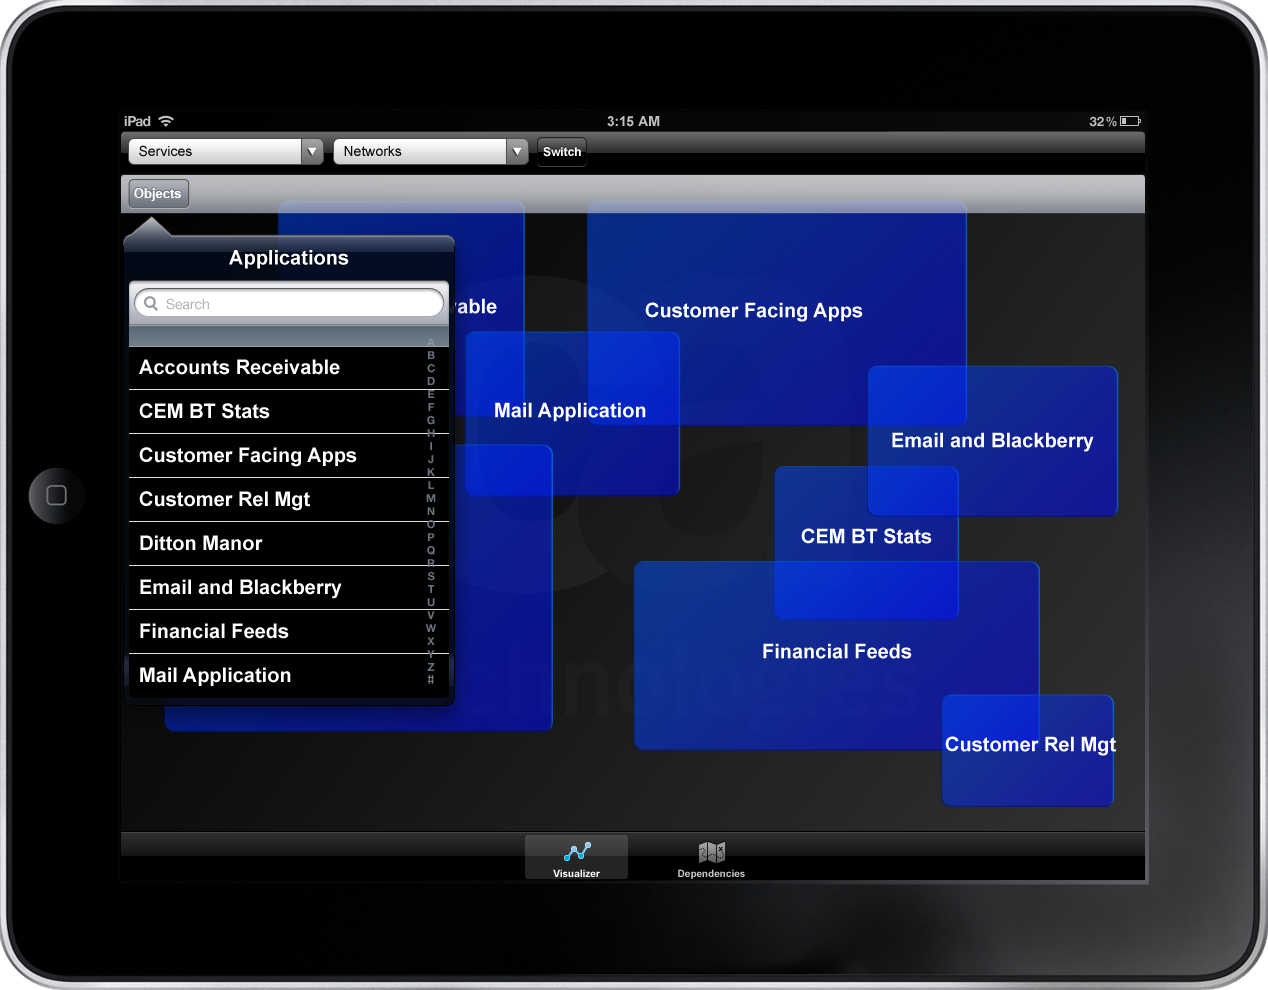 iPad 3:15 AM 32%
Services Networks Switch
Objects
Applications
Search
Accounts Receivable
CEM BT Stats
Customer Facing Apps
Customer Rel Mgt
Ditton Manor
Email and Blackberry
Financial Feeds
Mail Application
A
B
C
D
E
F
G
H
I
J
K
L
M
N
O
P
Q
R
S
T
U
V
W
X
Y
Z
#
vable
Customer Facing Apps
Mail Application
Email and Blackberry
CEM BT Stats
Financial Feeds
chnologies
Customer Rel Mgt
Visualizer Dependencies